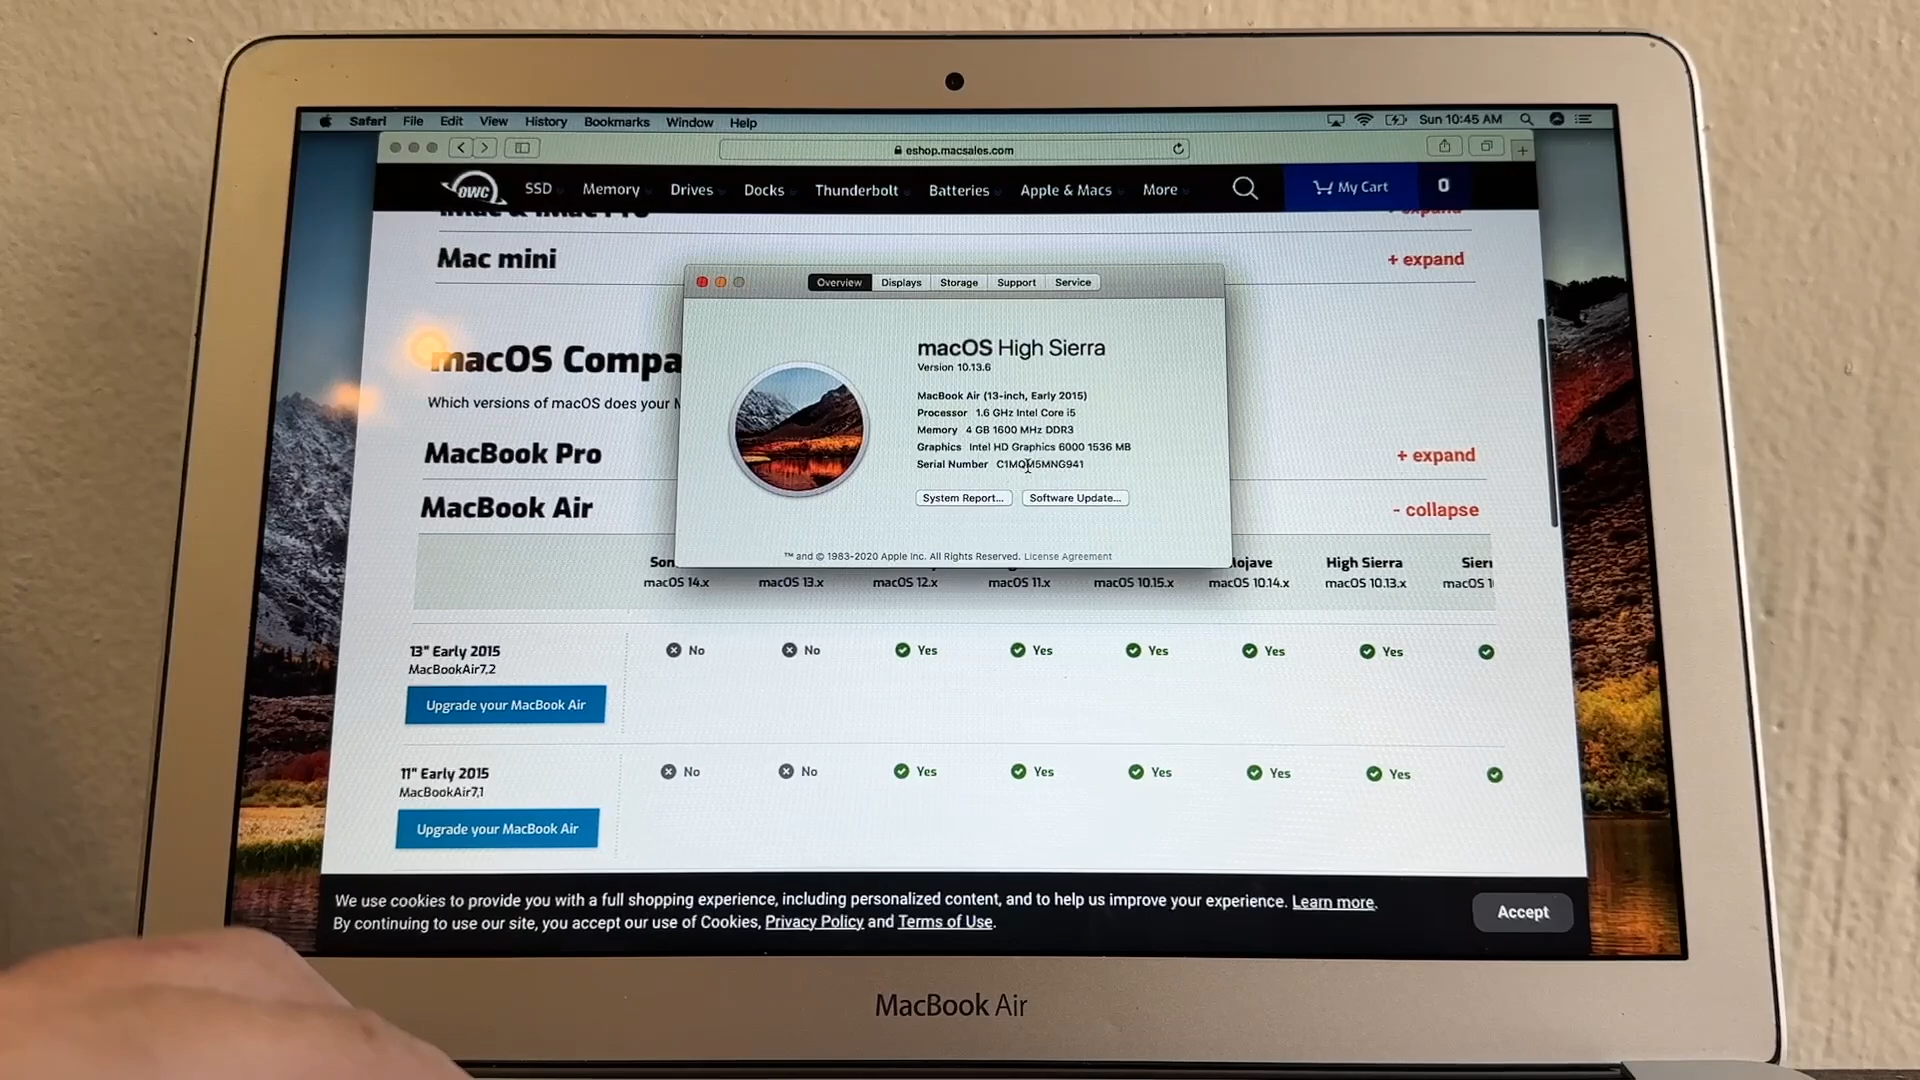 Safari File Edit View History Bookmarks Window Help Sun 10:45 AM
eshop.macsales.com
OWC SSD Memory Drives Docks Thunderbolt Batteries Apple & Macs More My Cart 0
iMac & iMac Pro + expand
Mac mini + expand
Overview Displays Storage Support Service
macOS High Sierra
Version 10.13.6
MacBook Air (13-inch, Early 2015)
Processor 1.6 GHz Intel Core i5
Memory 4 GB 1600 MHz DDR3
Graphics Intel HD Graphics 6000 1536 MB
Serial Number C1MQM5MNG941
System Report... Software Update...
™ and © 1983-2020 Apple Inc. All Rights Reserved. License Agreement
macOS Compa
Which versions of macOS does your M
MacBook Pro + expand
MacBook Air - collapse
Son ojave High Sierra Sierr
macOS 14.x macOS 13.x macOS 12.x macOS 11.x macOS 10.15.x macOS 10.14.x macOS 10.13.x macOS 1
13" Early 2015 No No Yes Yes Yes Yes Yes
MacBookAir7,2
Upgrade your MacBook Air
11" Early 2015 No No Yes Yes Yes Yes Yes
MacBookAir7,1
Upgrade your MacBook Air
We use cookies to provide you with a full shopping experience, including personalized content, and to help us improve your experience. Learn more.
By continuing to use our site, you accept our use of Cookies, Privacy Policy and Terms of Use.
Accept
MacBook Air